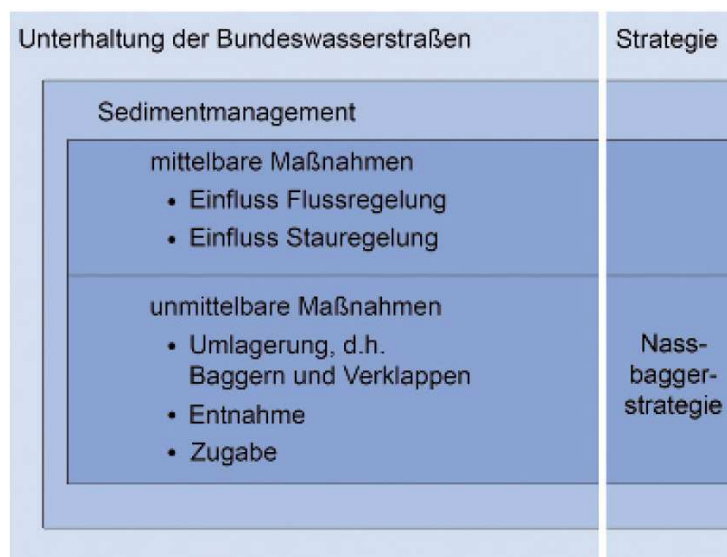 Unterhaltung der Bundeswasserstraßen
Strategie
Sedimentmanagement
mittelbare Maßnahmen
• Einfluss Flussregelung
• Einfluss Stauregelung
unmittelbare Maßnahmen
• Umlagerung, d.h.
Baggern und Verklappen
• Entnahme
• Zugabe
Nass-
bagger-
strategie